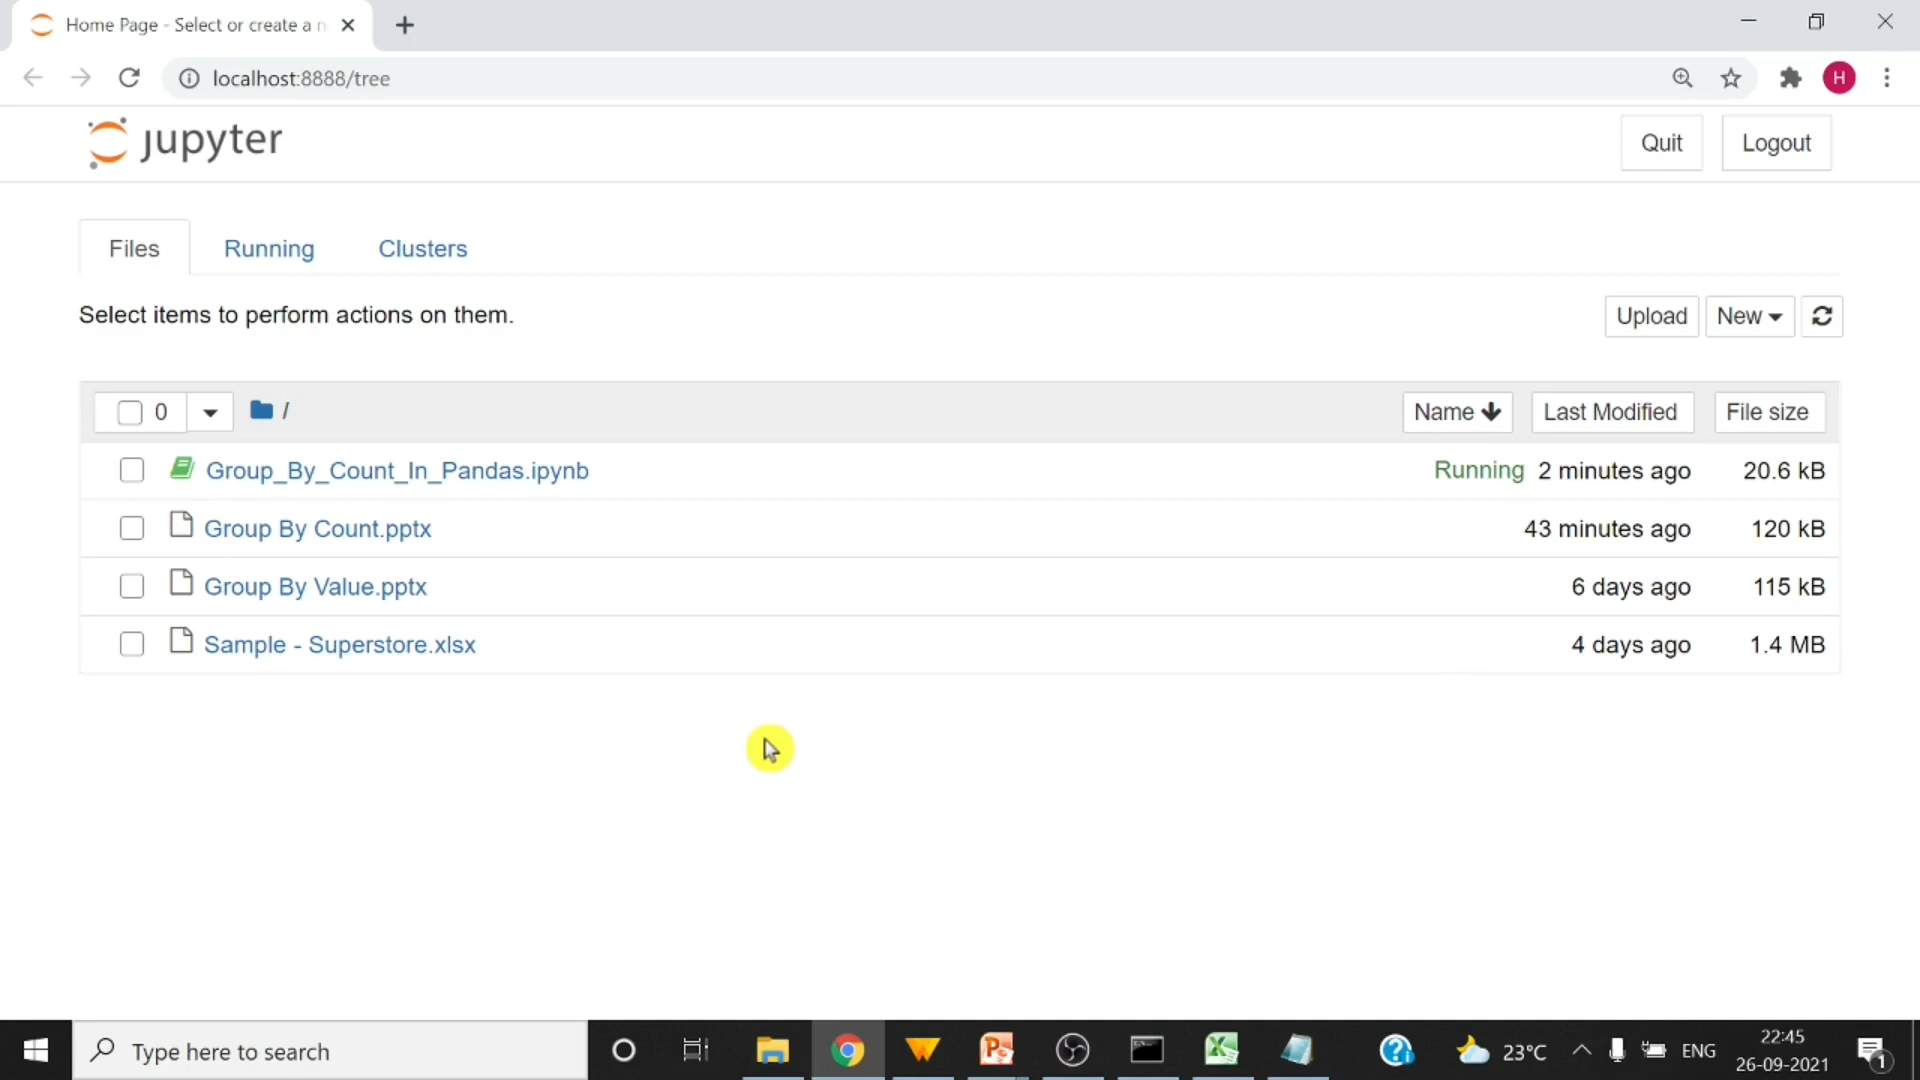 Home Page - Select or create a n
localhost:8888/tree
H
jupyter
Quit
Logout
Files
Running
Clusters
Select items to perform actions on them.
Upload
New
0
/
Name
Last Modified
File size
Group_By_Count_In_Pandas.ipynb
Running
2 minutes ago
20.6 kB
Group By Count.pptx
43 minutes ago
120 kB
Group By Value.pptx
6 days ago
115 kB
Sample - Superstore.xlsx
4 days ago
1.4 MB
Type here to search
23°C
ENG
22:45
26-09-2021
1